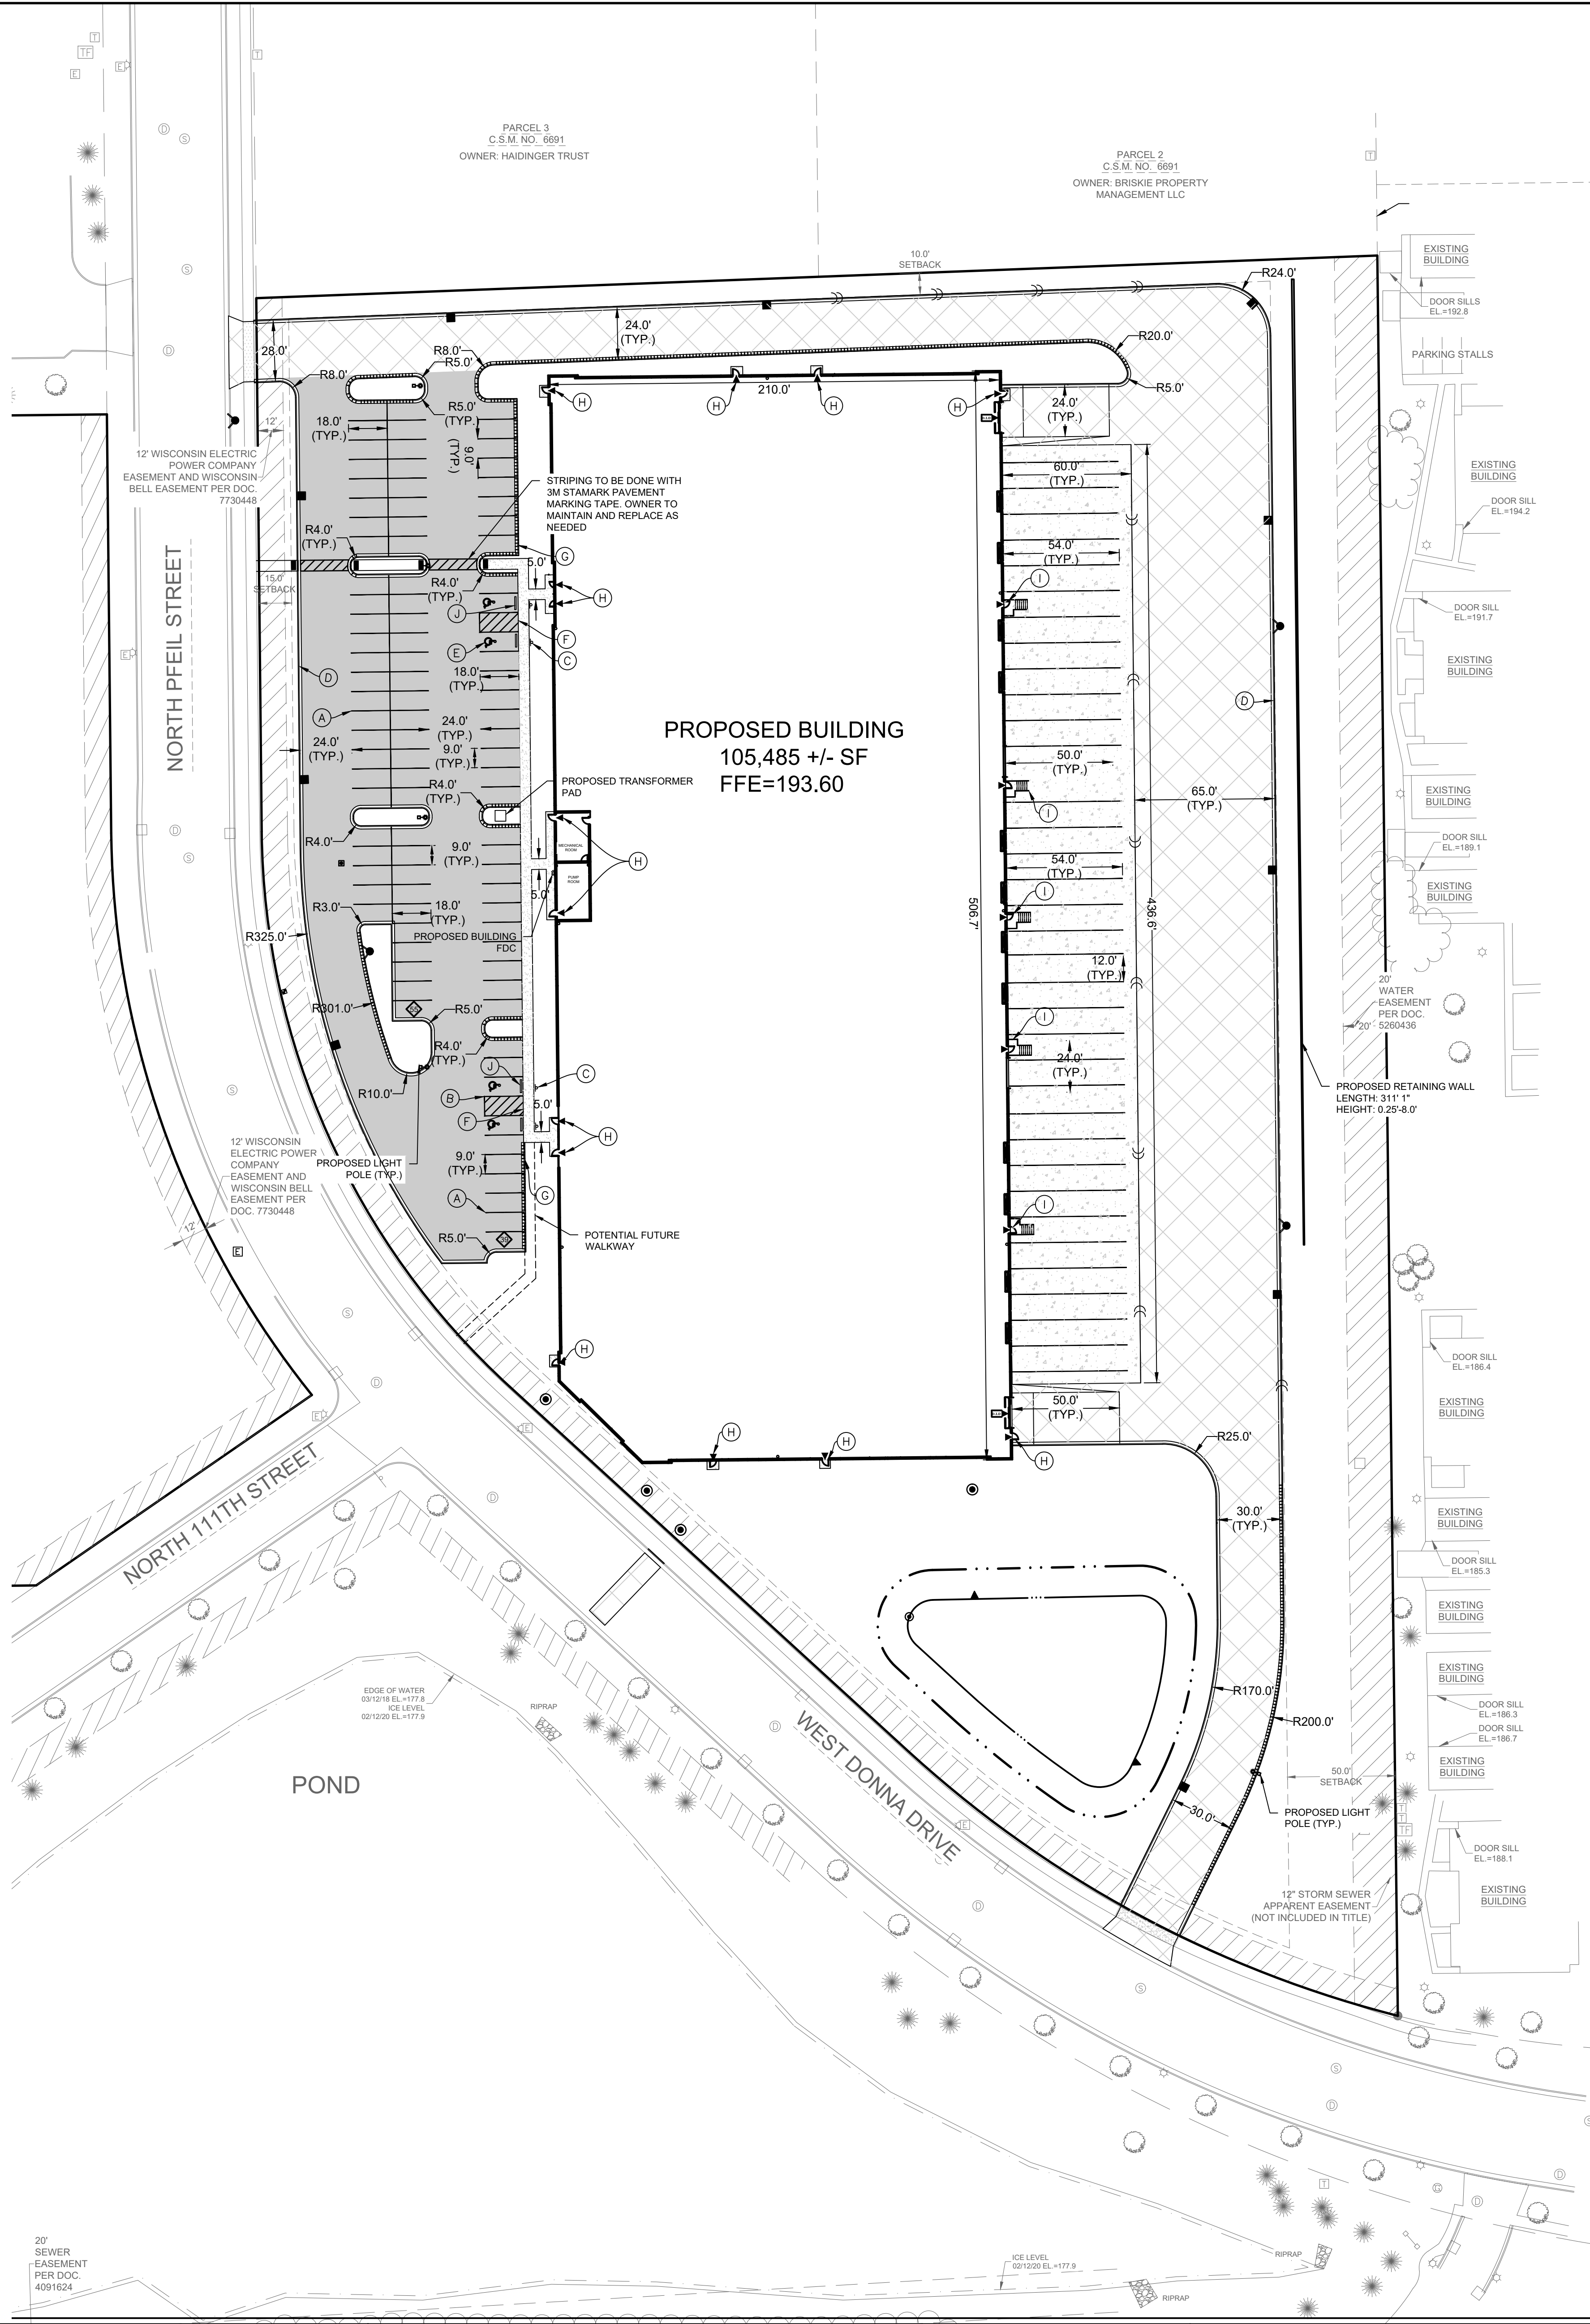 PARCEL 3
C.S.M. NO. 6691
OWNER: HAIDINGER TRUST
PARCEL 2
C.S.M. NO. 6691
OWNER: BRISKIE PROPERTY
MANAGEMENT LLC
10.0'
SETBACK
R24.0'
EXISTING
BUILDING
DOOR SILLS
EL.=192.8
PARKING STALLS
28.0'
24.0'
(TYP.)
R20.0'
R8.0'
R5.0'
R8.0'
R5.0'
210.0'
H
H
H
H
24.0'
(TYP.)
R5.0'
(TYP.)
18.0'
(TYP.)
9.0'
(TYP.)
12'
12' WISCONSIN ELECTRIC
POWER COMPANY
EASEMENT AND WISCONSIN
BELL EASEMENT PER DOC.
7730448
STRIPING TO BE DONE WITH
3M STAMARK PAVEMENT
MARKING TAPE. OWNER TO
MAINTAIN AND REPLACE AS
NEEDED
60.0'
(TYP.)
EXISTING
BUILDING
DOOR SILL
EL.=194.2
R4.0'
(TYP.)
G
5.0'
54.0'
(TYP.)
I
15.0'
SETBACK
R4.0'
(TYP.)
H
J
F
E
C
DOOR SILL
EL.=191.7
EXISTING
BUILDING
NORTH PFEIL STREET
D
18.0'
(TYP.)
A
24.0'
(TYP.)
24.0'
(TYP.)
9.0'
(TYP.)
PROPOSED BUILDING
105,485 +/- SF
FFE=193.60
D
50.0'
(TYP.)
65.0'
(TYP.)
R4.0'
(TYP.)
PROPOSED TRANSFORMER
PAD
I
EXISTING
BUILDING
R4.0'
9.0'
(TYP.)
MECHANICAL
ROOM
PUMP
ROOM
H
5.0'
DOOR SILL
EL.=189.1
EXISTING
BUILDING
54.0'
(TYP.)
I
R3.0'
18.0'
(TYP.)
R325.0'
PROPOSED BUILDING
FDC
506.7'
436.6'
12.0'
(TYP.)
20'
WATER
EASEMENT
PER DOC.
5260436
20'
R301.0'
R5.0'
I
R4.0'
(TYP.)
24.0'
(TYP.)
J
C
R10.0'
B
F
5.0'
H
PROPOSED RETAINING WALL
LENGTH: 311' 1"
HEIGHT: 0.25'-8.0'
12' WISCONSIN
ELECTRIC POWER
COMPANY
EASEMENT AND
WISCONSIN BELL
EASEMENT PER
DOC. 7730448
12'
PROPOSED LIGHT
POLE (TYP.)
9.0'
(TYP.)
A
G
I
R5.0'
POTENTIAL FUTURE
WALKWAY
H
DOOR SILL
EL.=186.4
EXISTING
BUILDING
50.0'
(TYP.)
H
H
H
R25.0'
NORTH 111TH STREET
30.0'
(TYP.)
EXISTING
BUILDING
DOOR SILL
EL.=185.3
EXISTING
BUILDING
EXISTING
BUILDING
DOOR SILL
EL.=186.3
DOOR SILL
EL.=186.7
EXISTING
BUILDING
EDGE OF WATER
03/12/18 EL.=177.8
ICE LEVEL
02/12/20 EL.=177.9
RIPRAP
R170.0'
R200.0'
WEST DONNA DRIVE
POND
50.0'
SETBACK
30.0'
PROPOSED LIGHT
POLE (TYP.)
DOOR SILL
EL.=188.1
EXISTING
BUILDING
12" STORM SEWER
APPARENT EASEMENT
(NOT INCLUDED IN TITLE)
20'
SEWER
EASEMENT
PER DOC.
4091624
ICE LEVEL
02/12/20 EL.=177.9
RIPRAP
RIPRAP